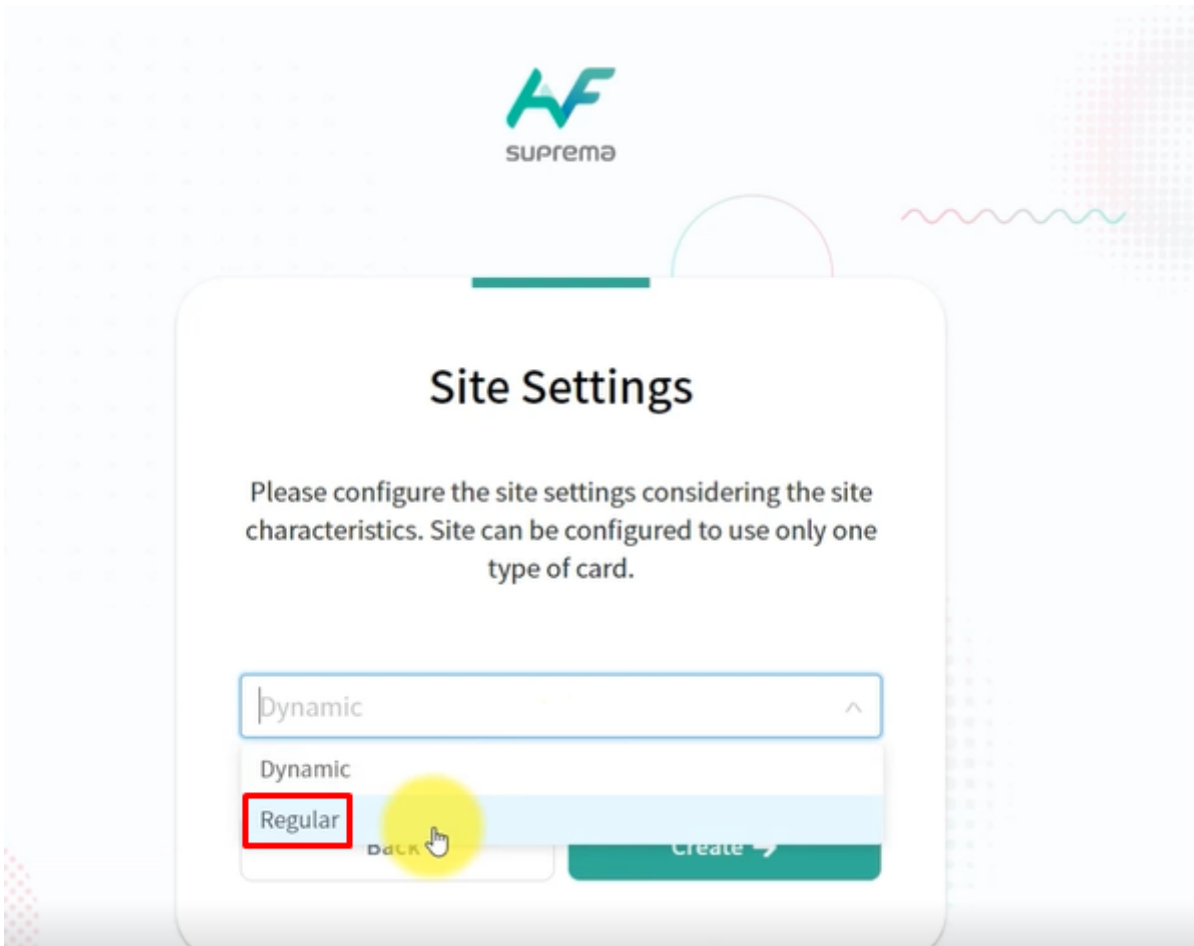 suprema
Site Settings
Please configure the site settings considering the site
characteristics. Site can be configured to use only one
type of card.
Dynamic
Dynamic
Regular
Back
Create →